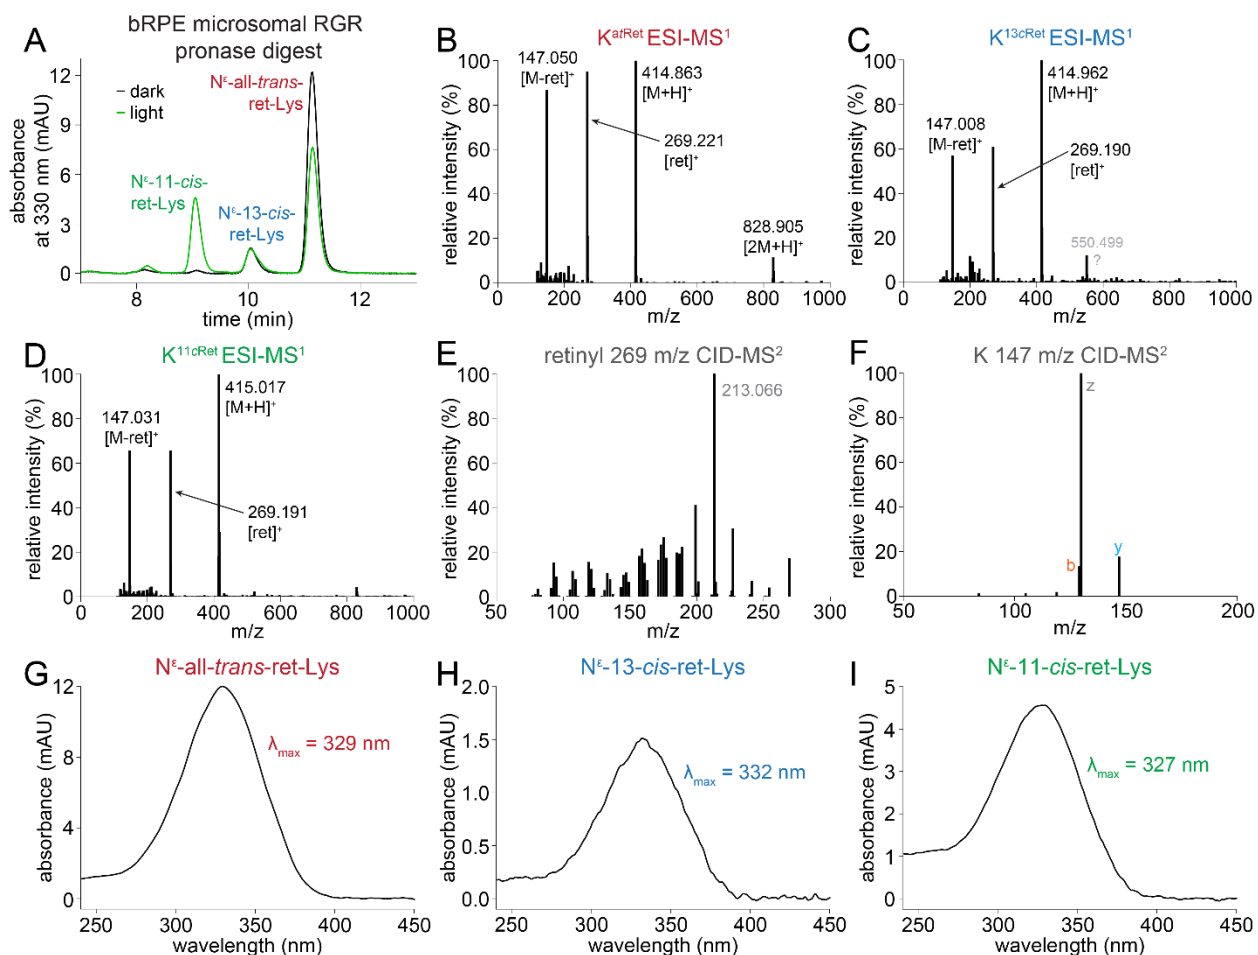 A
bRPE microsomal RGR
pronase digest
absorbance
at 330 nm (mAU)
12
9
6
3
0
dark
light
Nᵋ-all-trans-
ret-Lys
Nᵋ-11-cis-
ret-Lys
Nᵋ-13-cis-
ret-Lys
8
10
12
time (min)
B
KᵃᵗᴿᵉᵗESI-MS¹
relative intensity (%)
100
80
60
40
20
0
147.050
[M-ret]⁺
414.863
[M+H]⁺
269.221
[ret]⁺
828.905
[2M+H]⁺
0 200 400 600 800 1000
m/z
C
K¹³ᶜᴿᵉᵗESI-MS¹
relative intensity (%)
100
80
60
40
20
0
414.962
[M+H]⁺
147.008
[M-ret]⁺
269.190
[ret]⁺
550.499
?
0 200 400 600 800 1000
m/z
D
K¹¹ᶜᴿᵉᵗ ESI-MS¹
relative intensity (%)
100
80
60
40
20
0
415.017
[M+H]⁺
147.031
[M-ret]⁺
269.191
[ret]⁺
0 200 400 600 800 1000
m/z
E
retinyl 269 m/z CID-MS²
relative intensity (%)
100
80
60
40
20
0
213.066
50 100 150 200 250 300
m/z
F
K 147 m/z CID-MS²
relative intensity (%)
100
80
60
40
20
0
z
b
y
50 100 150 200
m/z
G
Nᵋ-all-trans-ret-Lys
absorbance (mAU)
12
8
4
0
λmax = 329 nm
250 300 350 400 450
wavelength (nm)
H
Nᵋ-13-cis-ret-Lys
absorbance (mAU)
2.0
1.5
1.0
0.5
0
λmax = 332 nm
250 300 350 400 450
wavelength (nm)
I
Nᵋ-11-cis-ret-Lys
absorbance (mAU)
5
4
3
2
1
0
λmax = 327 nm
250 300 350 400 450
wavelength (nm)